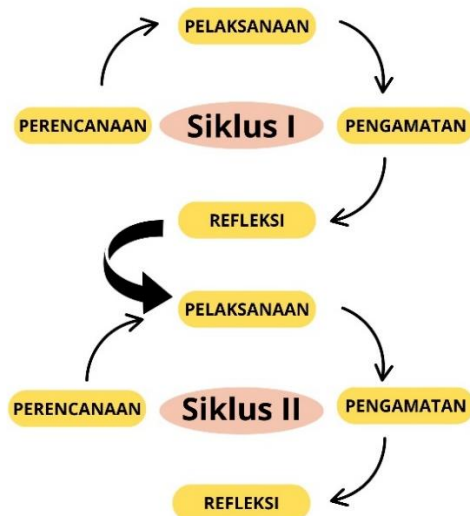 PELAKSANAAN
PERENCANAAN
Siklus I
PENGAMATAN
REFLEKSI
PELAKSANAAN
PERENCANAAN
Siklus II
PENGAMATAN
REFLEKSI